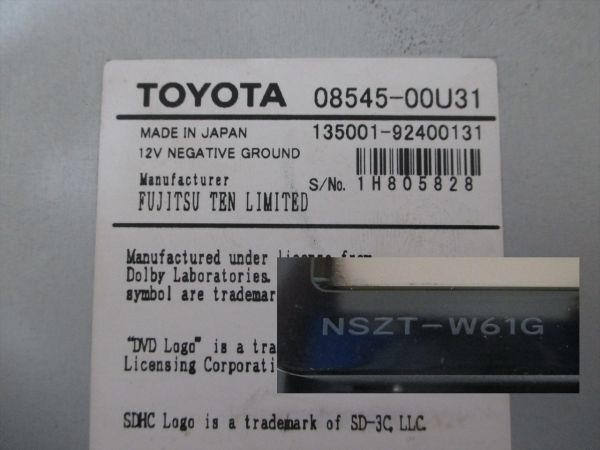 TOYOTA 08545-00U31
MADE IN JAPAN 135001-92400131
12V NEGATIVE GROUND
Manufacturer S/No. 1H805828
FUJITSU TEN LIMITED
Manufactured under license from
Dolby Laboratories.
symbol are trademar
NSZT-W61G
"DVD Logo" is a tra
Licensing Corporati
SDHC Logo is a trademark of SD-3C, LLC.